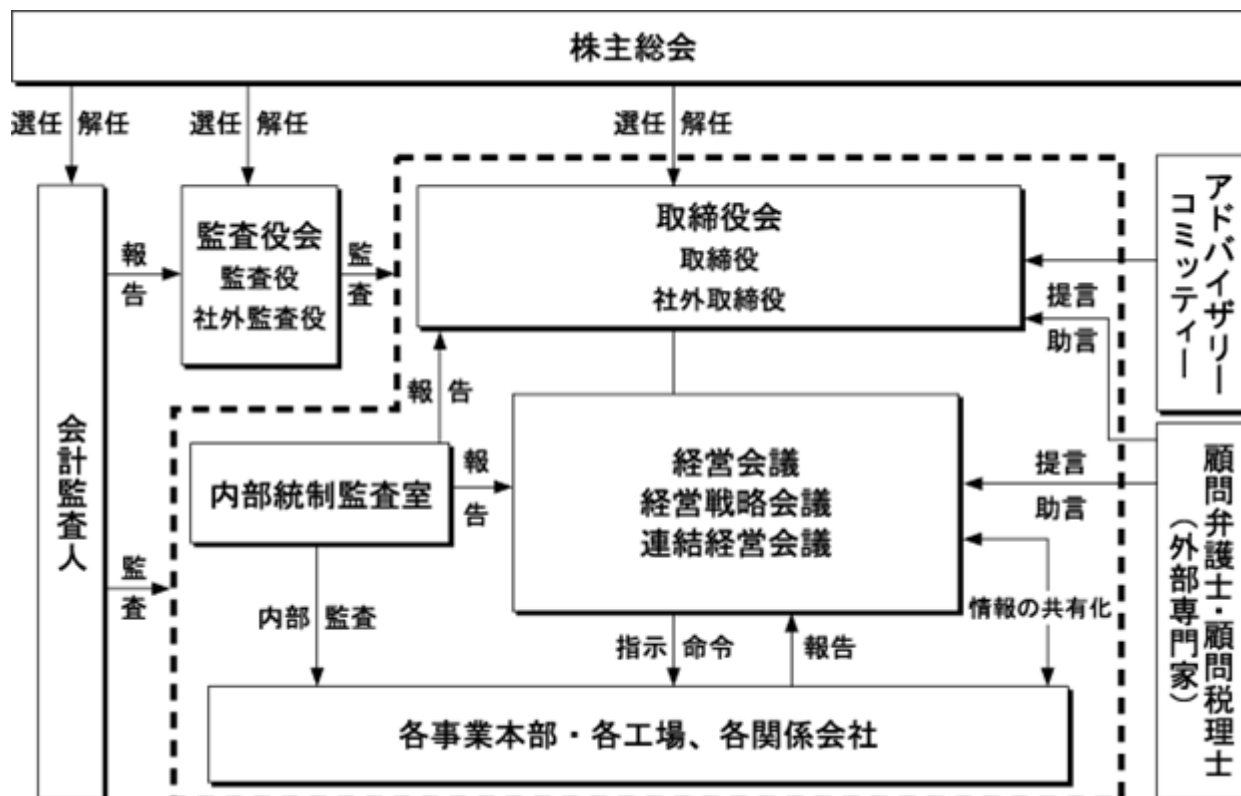 株主総会
選任 解任
選任 解任
選任 解任
会計監査人
報告
監査役会
監査役
社外監査役
監査
取締役会
取締役
社外取締役
アドバイザリー
コミッティー
提言
助言
報告
内部統制監査室
報告
経営会議
経営戦略会議
連結経営会議
提言
助言
顧問弁護士・顧問税理士
（外部専門家）
監査
内部 監査
指示 命令
報告
情報の共有化
各事業本部・各工場、各関係会社